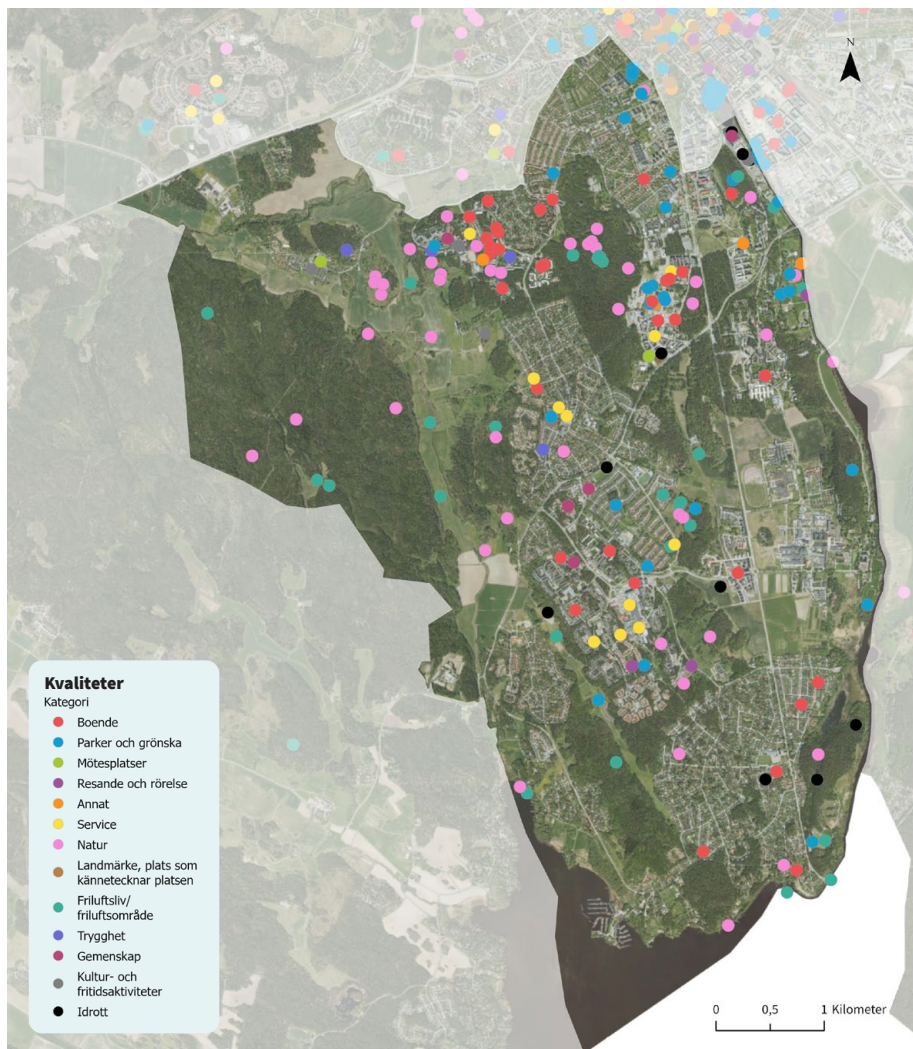 N
Kvaliteter
Kategori
Boende
Parker och grönska
Mötesplatser
Resande och rörelse
Annat
Service
Natur
Landmärke, plats som
kännetecknar platsen
Friluftsliv/
friluftsområde
Trygghet
Gemenskap
Kultur- och
fritidsaktiviteter
Idrott
0 0,5 1 Kilometer